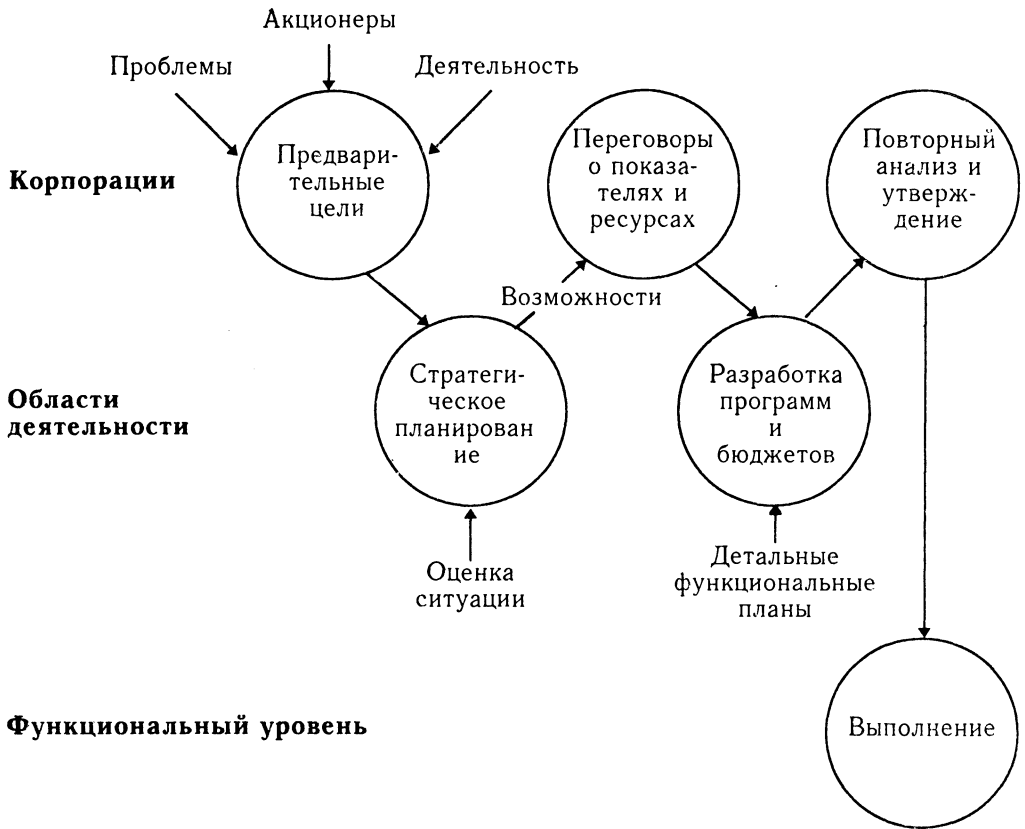 Акционеры
Проблемы
Деятельность
Корпорации
Предвари-
тельные
цели
Переговоры
о показа-
телях и
ресурсах
Повторный
анализ и
утверж-
дение
Возможности
Области
деятельности
Стратеги-
ческое
планирован
ие
Разработка
программ
и
бюджетов
Оценка
ситуации
Детальные
функциональные
планы
Функциональный уровень
Выполнение